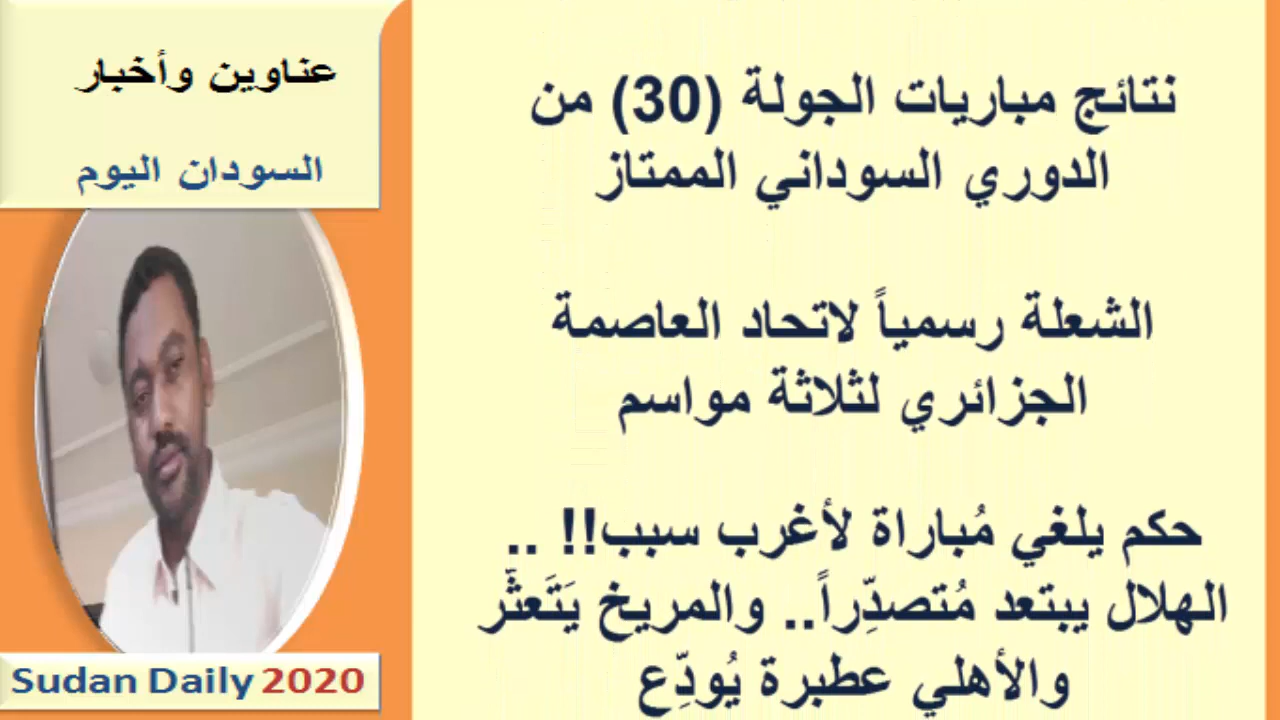 عناوين وأخبار
السودان اليوم
Sudan Daily 2020
نتائج مباريات الجولة (30) من
الدوري السوداني الممتاز
الشعلة رسمياً لاتحاد العاصمة
الجزائري لثلاثة مواسم
حكم يلغي مُباراة لأغرب سبب!! ..
الهلال يبتعد مُتصدِّراً.. والمريخ يَتَعثَّر
والأهلي عطبرة يُودِّع